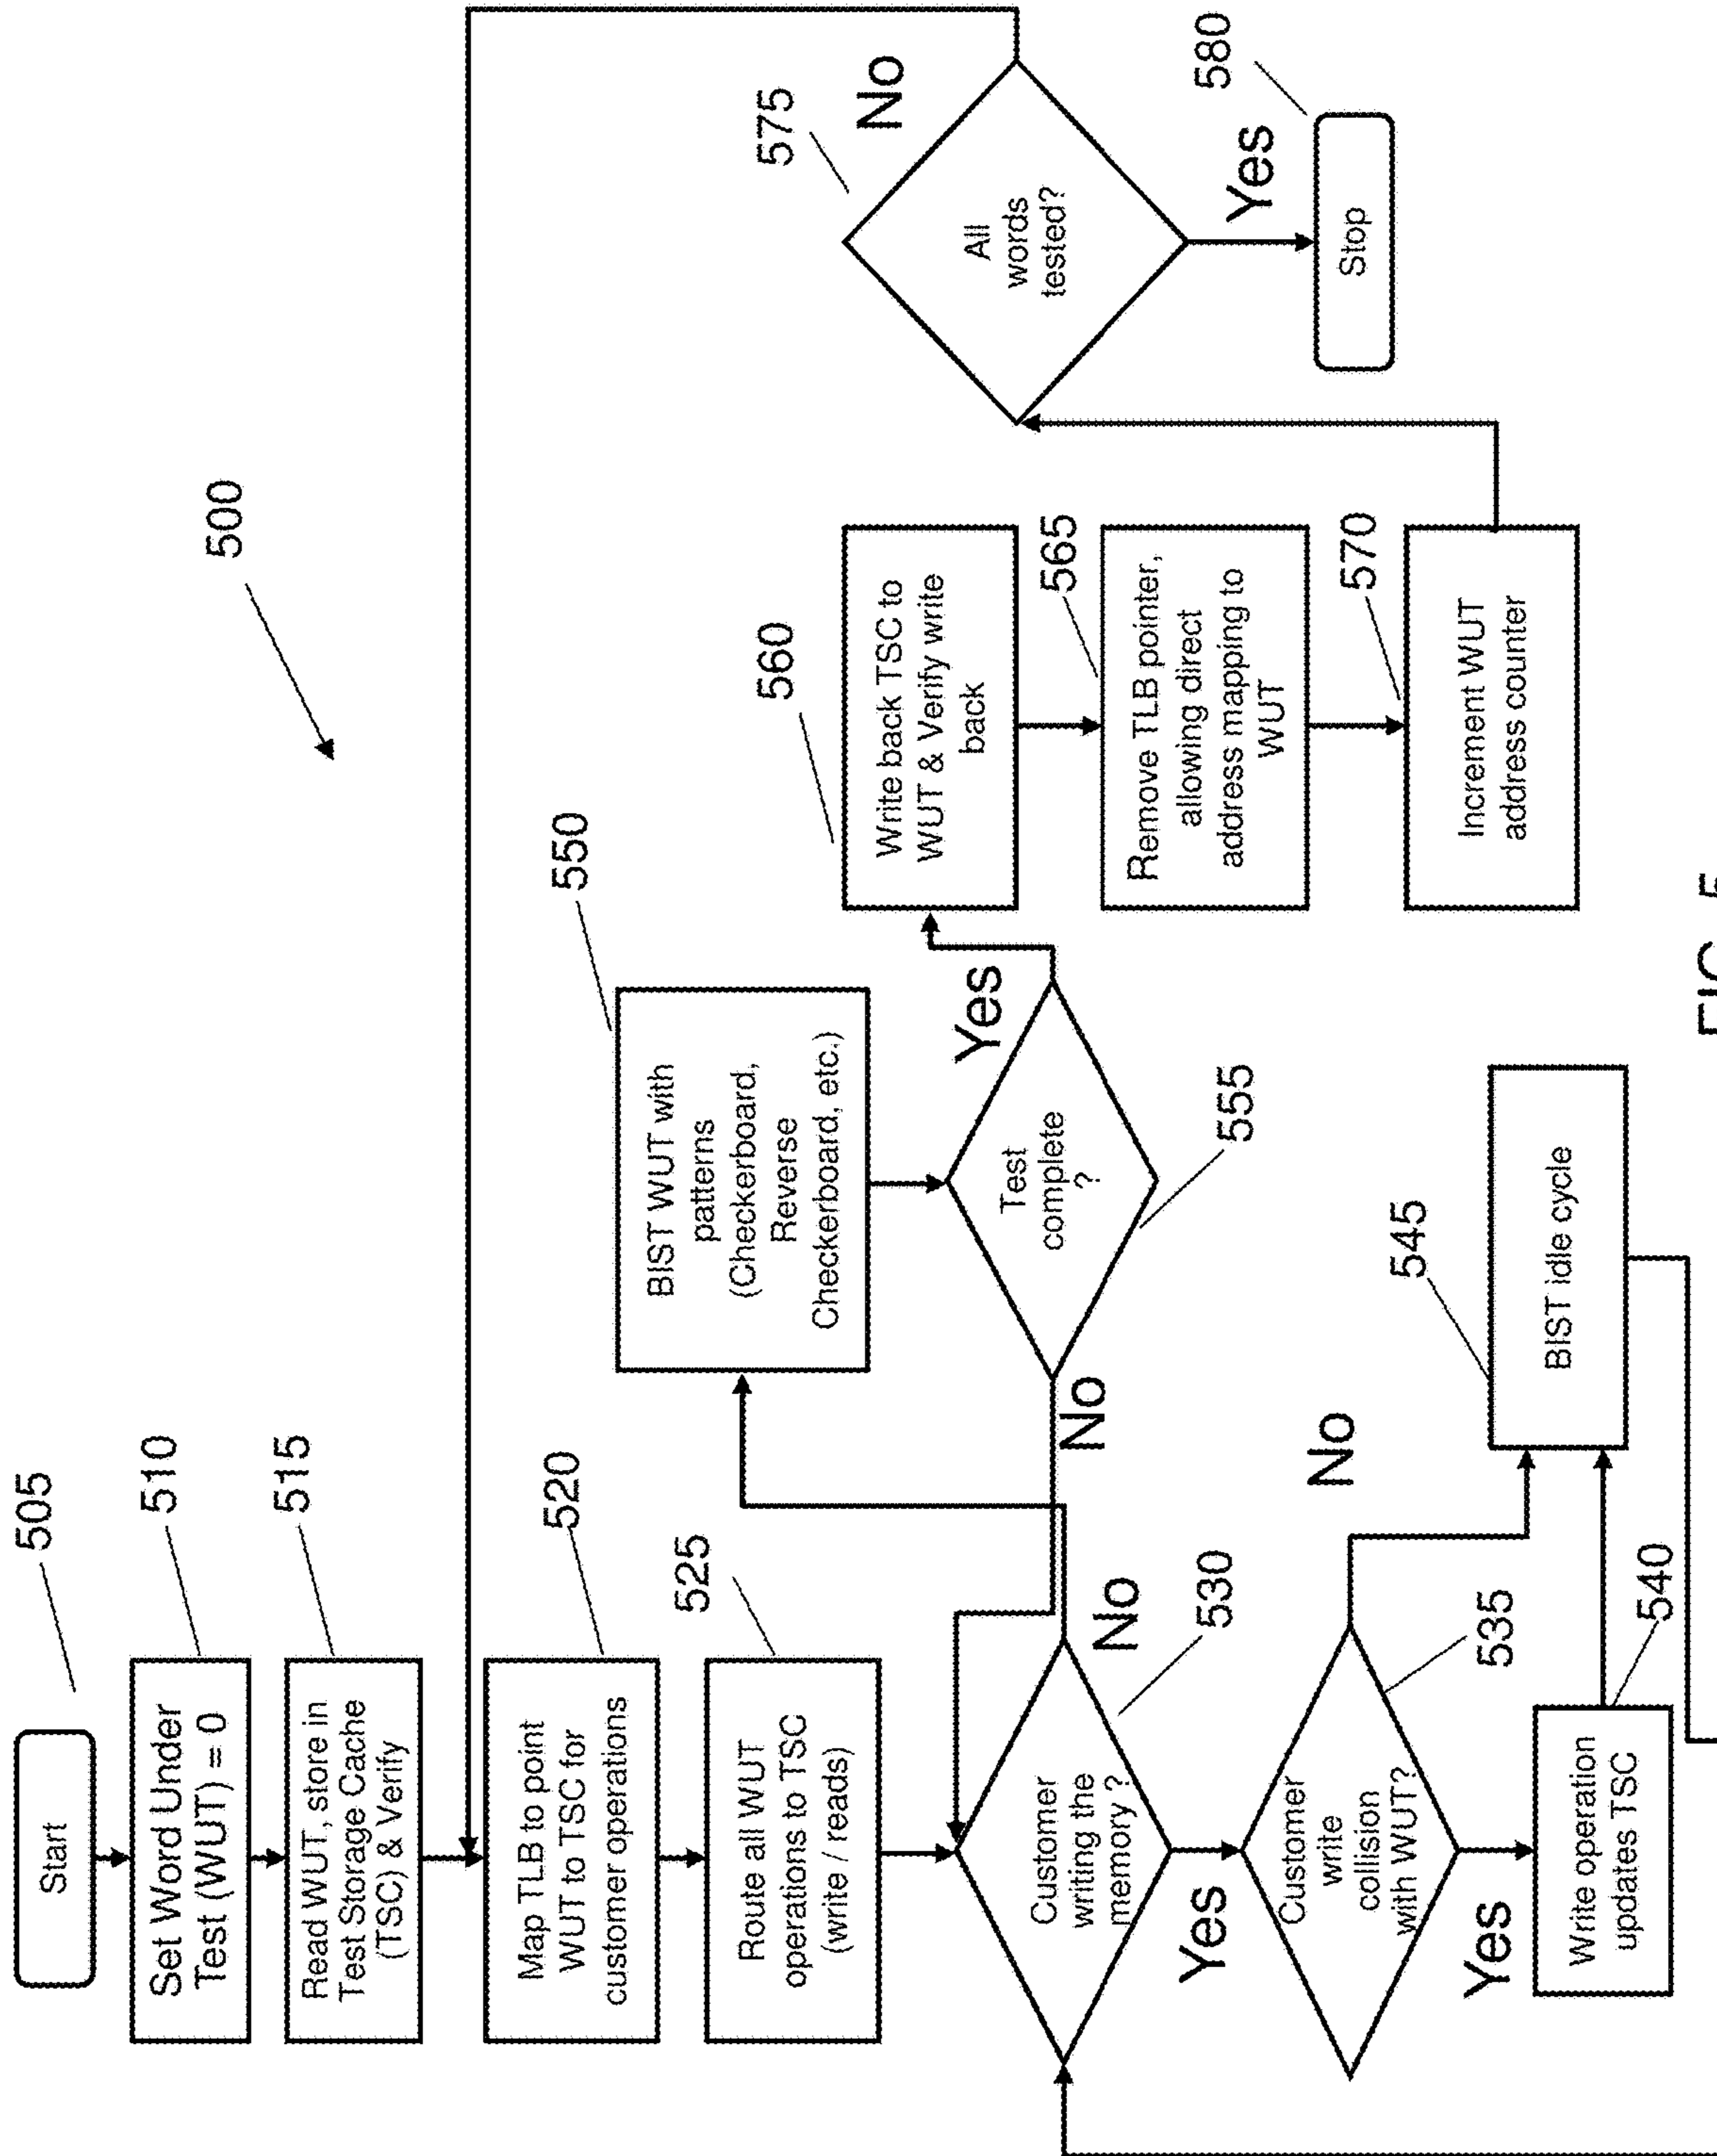 500
505
Start
510
Set Word Under
Test (WUT) = 0
515
Read WUT, store in
Test Storage Cache
(TSC) & Verify
520
Map TLB to point
WUT to TSC for
customer operations
525
Route all WUT
operations to TSC
(write / reads)
530
Customer
writing the
memory ?
No
Yes
535
Customer
write
collision
with WUT?
No
Yes
540
Write operation
updates TSC
545
BIST idle cycle
550
BIST WUT with
patterns
(Checkerboard,
Reverse
Checkerboard, etc.)
555
Test
complete
?
No
Yes
560
Write back TSC to
WUT & Verify write
back
565
Remove TLB pointer,
allowing direct
address mapping to
WUT
570
Increment WUT
address counter
575
All
words
tested?
No
Yes
580
Stop